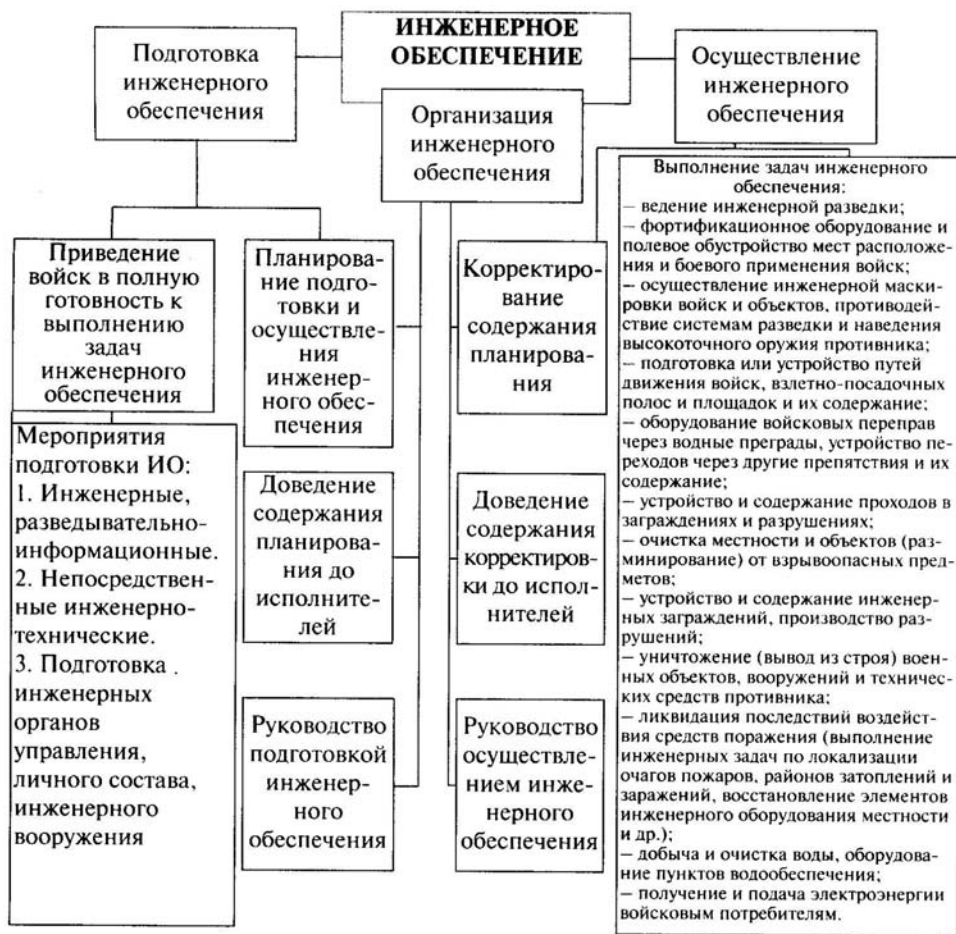 ИНЖЕНЕРНОЕ
ОБЕСПЕЧЕНИЕ
Подготовка
инженерного
обеспечения
Организация
инженерного
обеспечения
Осуществление
инженерного
обеспечения
Приведение
войск в полную
готовность к
выполнению
задач
инженерного
обеспечения
Мероприятия
подготовки ИО:
1. Инженерные,
разведывательно-
информационные.
2. Непосредствен-
ные инженерно-
технические.
3. Подготовка
инженерных
органов
управления,
личного состава,
инженерного
вооружения
Планирование
подгото-
вки и
осуществления
инженер-
ного обес-
печения
Доведение
содержания
планирова-
ния до
исполните-
лей
Руководство
подготовкой
инженер-
ного
обеспечения
Корректиро-
вание
содержания
планирова-
ния
Доведение
содержания
корректиров-
ки до испол-
нителей
Руководство
осуществле-
нием инже-
нерного
обеспечения
Выполнение задач инженерного
обеспечения:
– ведение инженерной разведки;
– фортификационное оборудование и
полевое обустройство мест расположе-
ния и боевого применения войск;
– осуществление инженерной маски-
ровки войск и объектов, противодей-
ствие системам разведки и наведения
высокоточного оружия противника;
– подготовка или устройство путей
движения войск, взлетно-посадочных
полос и площадок и их содержание;
– оборудование войсковых переправ
через водные преграды, устройство пе-
реходов через другие препятствия и их
содержание;
– устройство и содержание проходов в
заграждениях и разрушениях;
– очистка местности и объектов (раз-
минирование) от взрывоопасных пред-
метов;
– устройство и содержание инженер-
ных заграждений, производство раз-
рушений;
– уничтожение (вывод из строя) воен-
ных объектов, вооружений и техничес-
ких средств противника;
– ликвидация последствий воздейст-
вия средств поражения (выполнение
инженерных задач по локализации
очагов пожаров, районов затоплений и
заражений, восстановление элементов
инженерного оборудования местности
и др.);
– добыча и очистка воды, оборудова-
ние пунктов водообеспечения;
– получение и подача электроэнергии
войсковым потребителям.